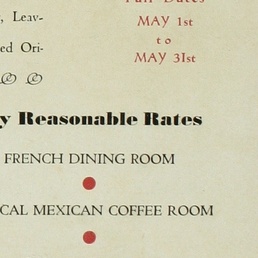 , Leav-
MAY 1st
to
ed Ori-
MAY 31st
y Reasonable Rates
FRENCH DINING ROOM
CAL MEXICAN COFFEE ROOM